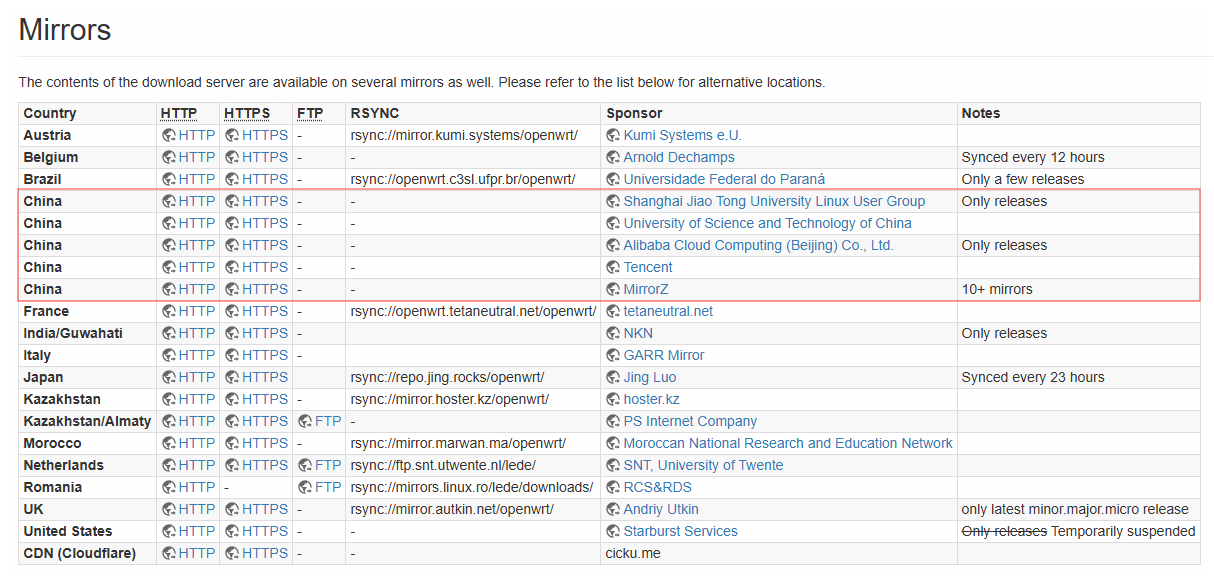 Mirrors
The contents of the download server are available on several mirrors as well. Please refer to the list below for alternative locations.
Country HTTP HTTPS FTP RSYNC Sponsor Notes
Austria HTTP HTTPS - rsync://mirror.kumi.systems/openwrt/ Kumi Systems e.U.
Belgium HTTP HTTPS - - Arnold Dechamps Synced every 12 hours
Brazil HTTP HTTPS - rsync://openwrt.c3sl.ufpr.br/openwrt/ Universidade Federal do Paraná Only a few releases
China HTTP HTTPS - - Shanghai Jiao Tong University Linux User Group Only releases
China HTTP HTTPS - - University of Science and Technology of China
China HTTP HTTPS - - Alibaba Cloud Computing (Beijing) Co., Ltd. Only releases
China HTTP HTTPS - - Tencent
China HTTP HTTPS - - MirrorZ 10+ mirrors
France HTTP HTTPS - rsync://openwrt.tetaneutral.net/openwrt/ tetaneutral.net
India/Guwahati HTTP HTTPS - NKN Only releases
Italy HTTP HTTPS - GARR Mirror
Japan HTTP HTTPS rsync://repo.jing.rocks/openwrt/ Jing Luo Synced every 23 hours
Kazakhstan HTTP HTTPS - rsync://mirror.hoster.kz/openwrt/ hoster.kz
Kazakhstan/Almaty HTTP HTTPS FTP - PS Internet Company
Morocco HTTP HTTPS - rsync://mirror.marwan.ma/openwrt/ Moroccan National Research and Education Network
Netherlands HTTP HTTPS FTP rsync://ftp.snt.utwente.nl/lede/ SNT, University of Twente
Romania HTTP - FTP rsync://mirrors.linux.ro/lede/downloads/ RCS&RDS
UK HTTP HTTPS - rsync://mirror.autkin.net/openwrt/ Andriy Utkin only latest minor.major.micro release
United States HTTP HTTPS - - Starburst Services Only releases Temporarily suspended
CDN (Cloudflare) HTTP HTTPS - - cicku.me